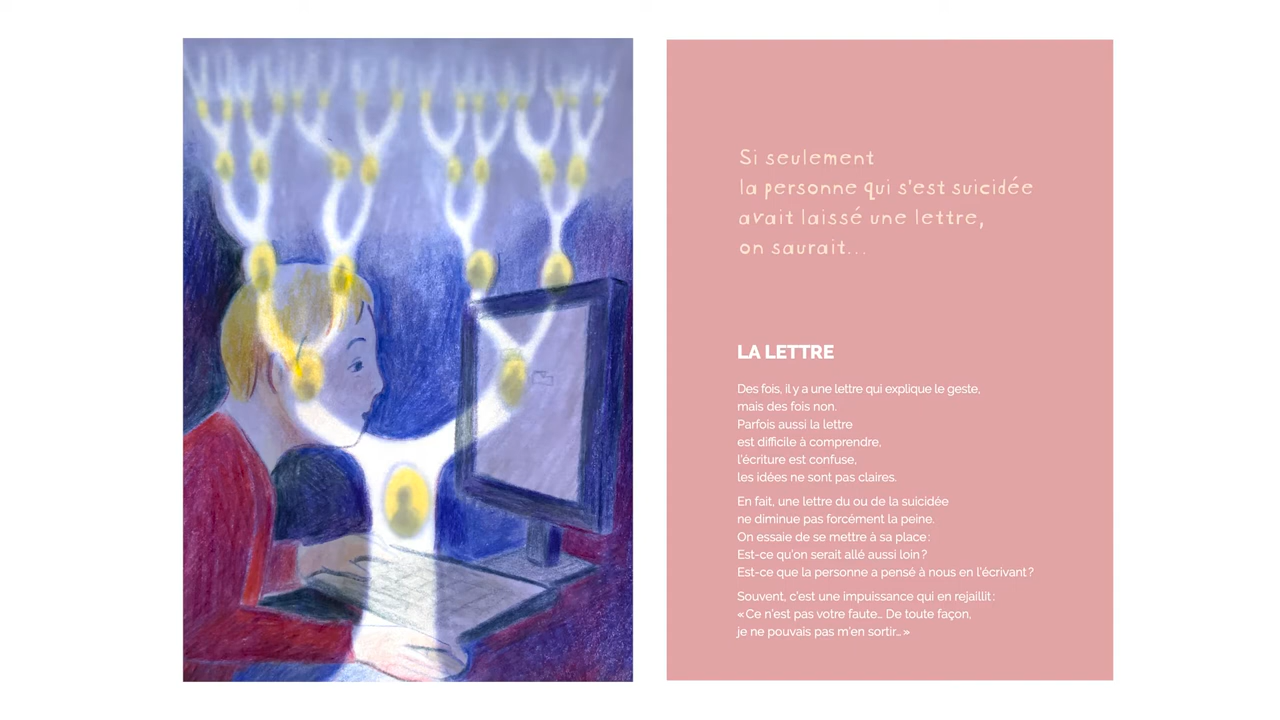 Si seulement
la personne qui s'est suicidée
avait laissé une lettre,
on saurait...
LA LETTRE
Des fois, il y a une lettre qui explique le geste,
mais des fois non.
Parfois aussi la lettre
est difficile à comprendre,
l'écriture est confuse,
les idées ne sont pas claires.
En fait, une lettre du ou de la suicidée
ne diminue pas forcément la peine.
On essaie de se mettre à sa place :
Est-ce qu'on serait allé aussi loin ?
Est-ce que la personne a pensé à nous en l'écrivant ?
Souvent, c'est une impuissance qui en rejaillit :
« Ce n'est pas votre faute... De toute façon,
je ne pouvais pas m'en sortir... »